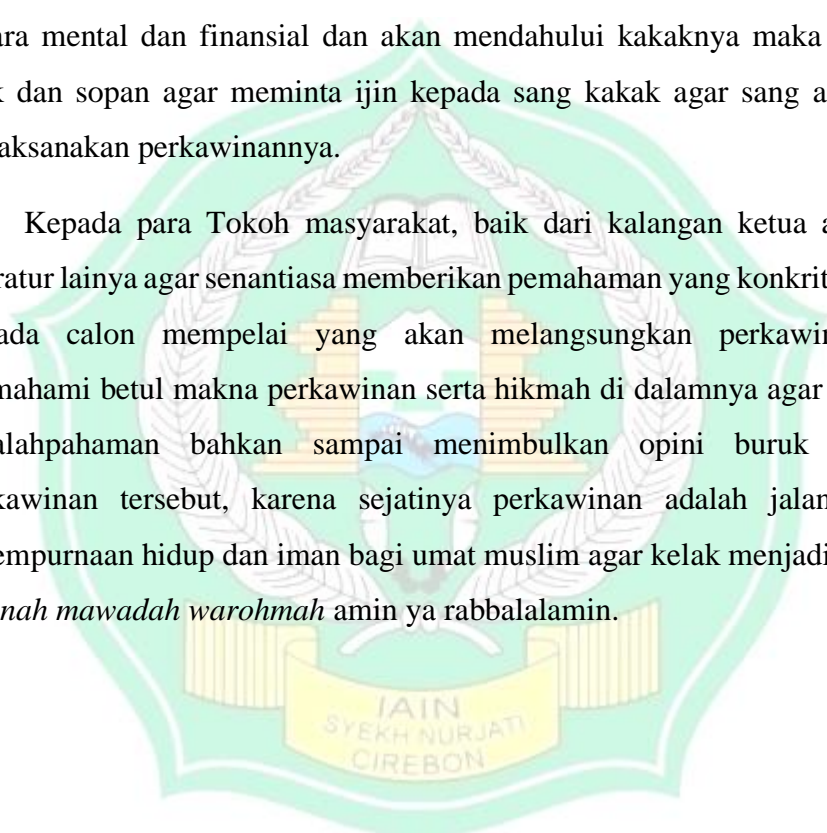 ara mental dan finansial dan akan mendahului kakaknya maka
k dan sopan agar meminta ijin kepada sang kakak agar sang a
aksanakan perkawinannya.
Kepada para Tokoh masyarakat, baik dari kalangan ketua a
ratur lainya agar senantiasa memberikan pemahaman yang konkrit
ada calon mempelai yang akan melangsungkan perkawin
mahami betul makna perkawinan serta hikmah di dalamnya agar
alahpahaman bahkan sampai menimbulkan opini buruk
kawinan tersebut, karena sejatinya perkawinan adalah jalan
empurnaan hidup dan iman bagi umat muslim agar kelak menjadi
nah mawadah warohmah amin ya rabbalalamin.
IAIN
SYEKH NURJATI
CIREBON